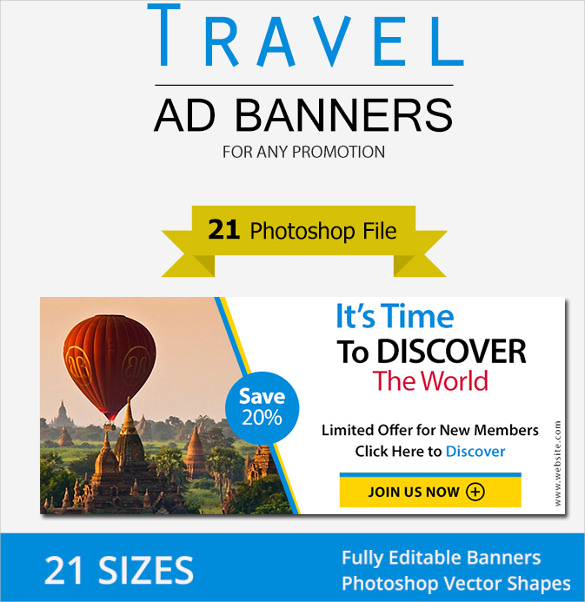 TRAVEL
AD BANNERS
FOR ANY PROMOTION
21 Photoshop File
It's Time
To DISCOVER
The World
Save
20%
Limited Offer for New Members
Click Here to Discover
JOIN US NOW
www.website.com
21 SIZES
Fully Editable Banners
Photoshop Vector Shapes